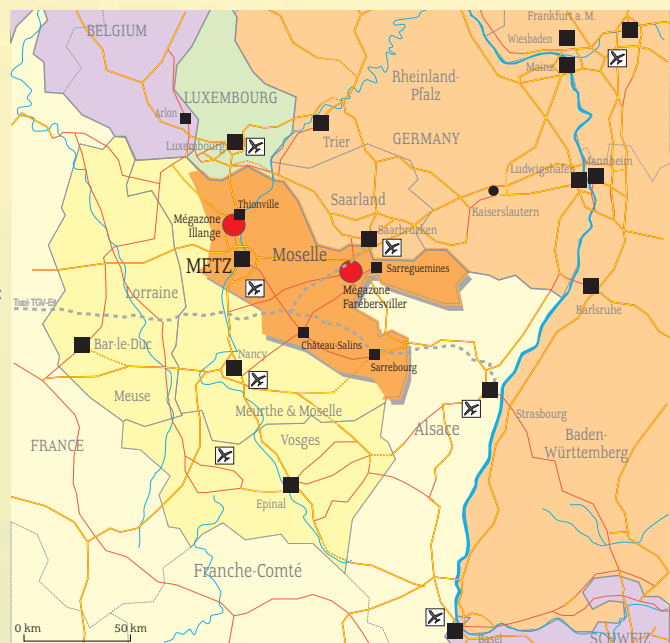 BELGIUM
Frankfurt a. M.
Wiesbaden
Mainz
Rheinland-
Pfalz
LUXEMBOURG
Arlon
Luxembourg
Trier
GERMANY
Ludwigshafen
Mannheim
Kaiserslautern
Saarland
Thionville
Mégazone
Illange
Saarbrücken
METZ
Moselle
Sarreguemines
Mégazone
Farébersviller
Lorraine
Karlsruhe
Tracé TGV-Est
Bar-le-Duc
Château-Salins
Nancy
Sarrebourg
Meuse
Meurthe & Moselle
Strasbourg
Alsace
FRANCE
Vosges
Baden-
Württemberg
Epinal
Franche-Comté
0 km
50 km
Basel
SCHWEIZ